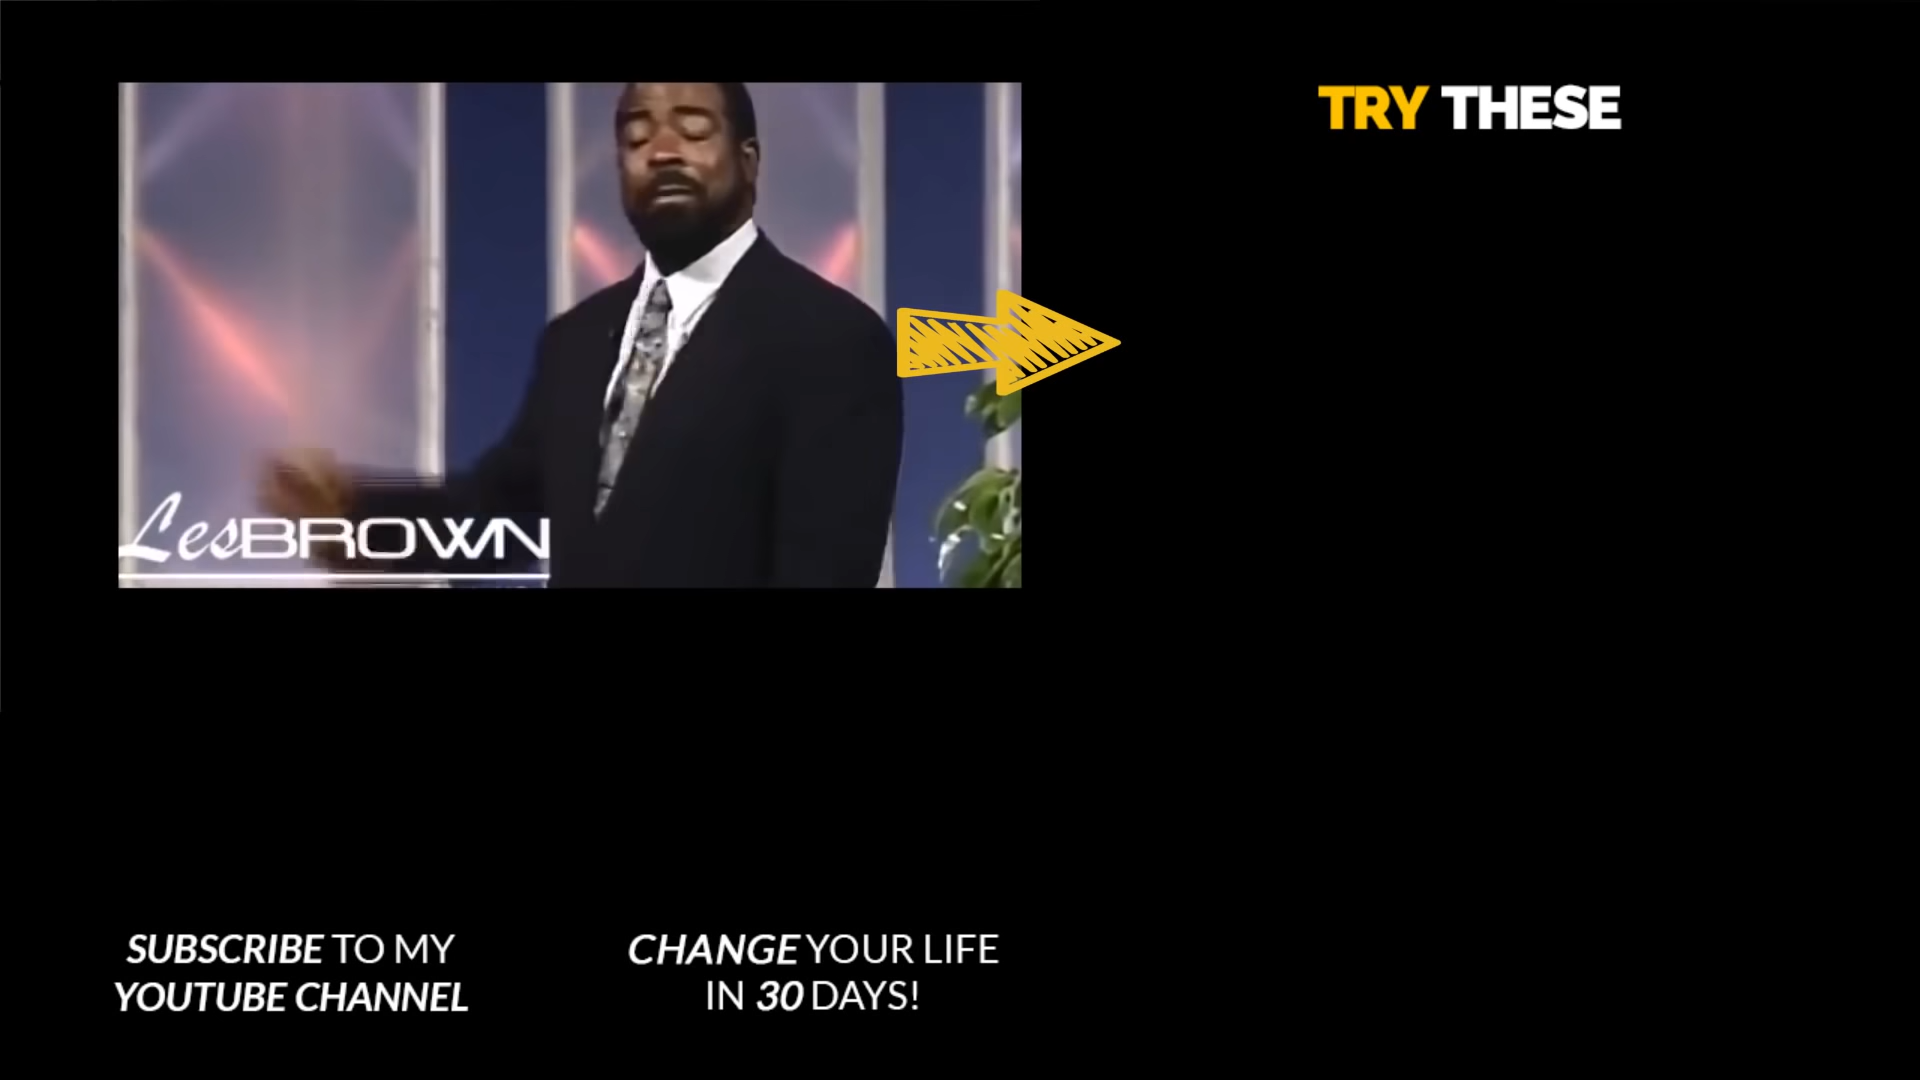 TRY THESE
LesBROWN
SUBSCRIBE TO MY
YOUTUBE CHANNEL
CHANGE YOUR LIFE
IN 30 DAYS!